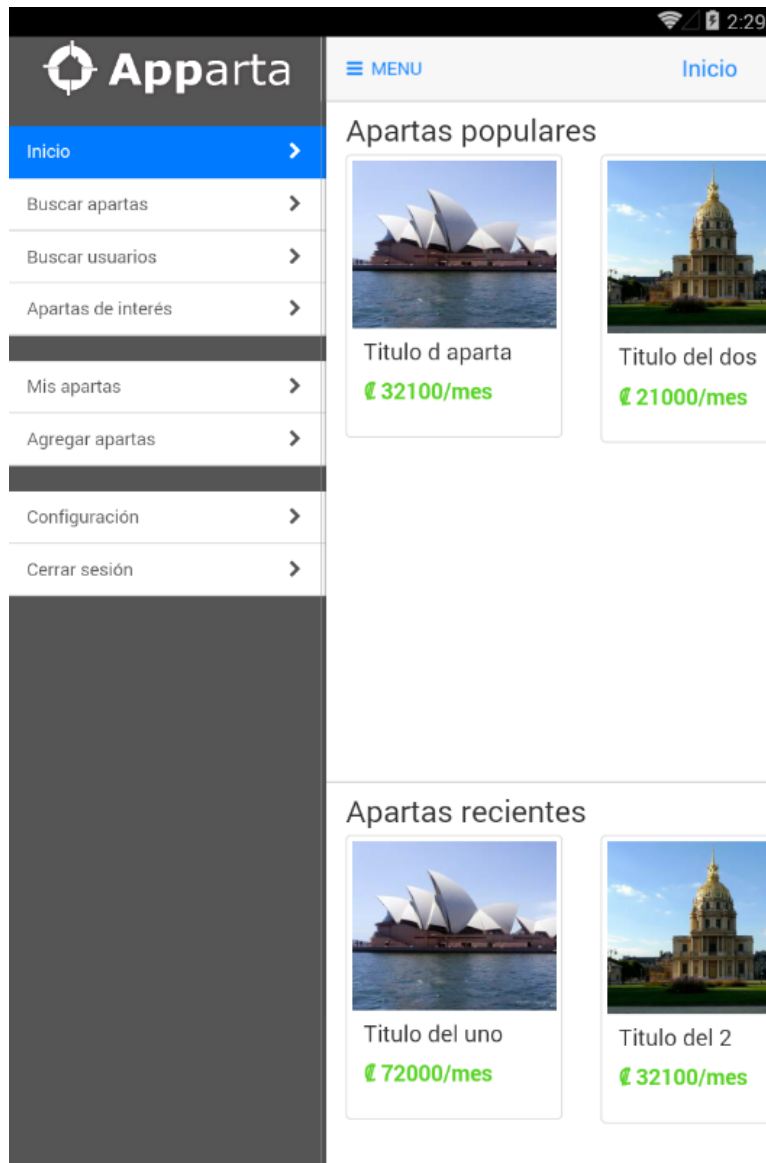 2:29
Apparta
Inicio
Buscar apartas
Buscar usuarios
Apartas de interés
Mis apartas
Agregar apartas
Configuración
Cerrar sesión
MENU
Inicio
Apartas populares
Titulo d aparta
₡ 32100/mes
Titulo del dos
₡ 21000/mes
Apartas recientes
Titulo del uno
₡ 72000/mes
Titulo del 2
₡ 32100/mes